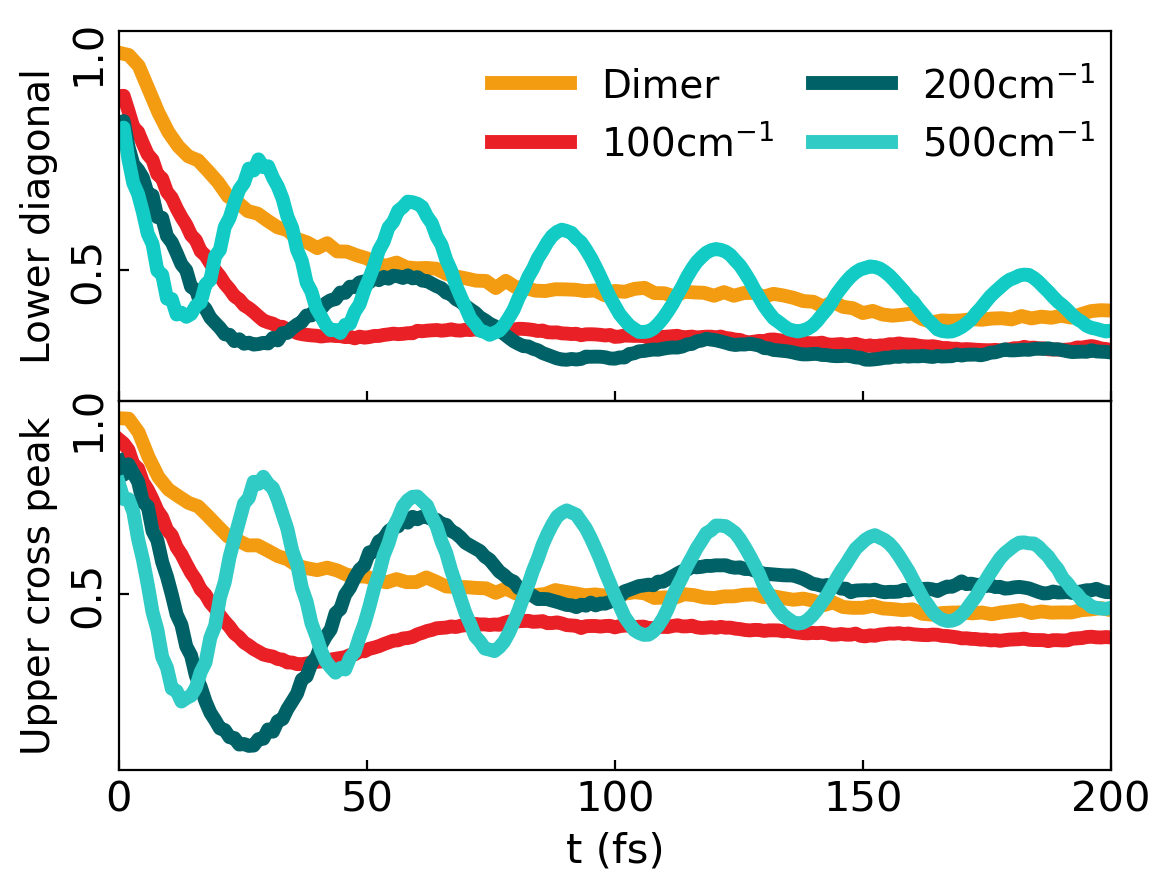 Lower diagonal
1.0
0.5
Dimer
100cm⁻¹
200cm⁻¹
500cm⁻¹
Upper cross peak
1.0
0.5
0
50
100
150
200
t (fs)